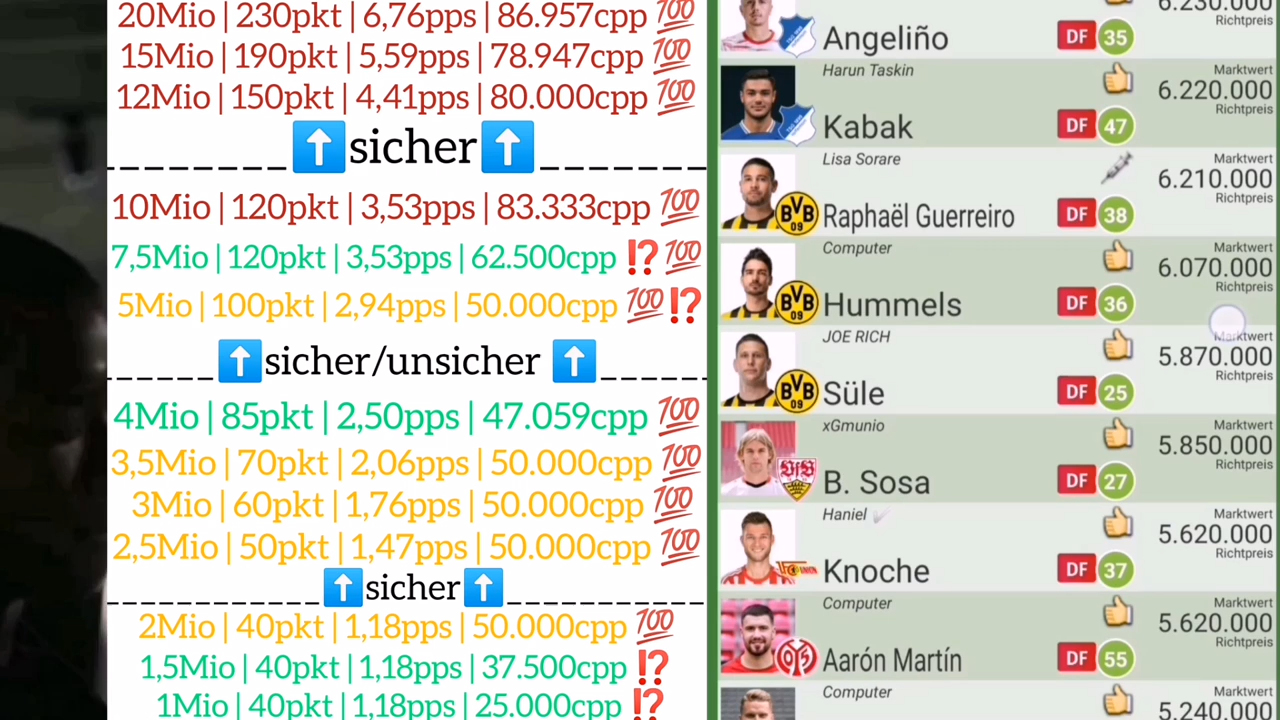 20Mio | 230pkt | 6,76pps | 86.957cpp 💯
15Mio | 190pkt | 5,59pps | 78.947cpp 💯
12Mio | 150pkt | 4,41pps | 80.000cpp 💯
_______⬆️sicher⬆️_______
10Mio | 120pkt | 3,53pps | 83.333cpp 💯
7,5Mio | 120pkt | 3,53pps | 62.500cpp ⁉️💯
5Mio | 100pkt | 2,94pps | 50.000cpp 💯⁉️
_____⬆️sicher/unsicher ⬆️_____
4Mio | 85pkt | 2,50pps | 47.059cpp 💯
3,5Mio | 70pkt | 2,06pps | 50.000cpp 💯
3Mio | 60pkt | 1,76pps | 50.000cpp 💯
2,5Mio | 50pkt | 1,47pps | 50.000cpp 💯
________⬆️sicher⬆️________
2Mio | 40pkt | 1,18pps | 50.000cpp 💯
1,5Mio | 40pkt | 1,18pps | 37.500cpp ⁉️
1Mio | 40pkt | 1,18pps | 25.000cpp ⁉️
6.230.000
Angeliño DF 35 Richtpreis
Harun Taskin Marktwert
6.220.000
Kabak DF 47 Richtpreis
Lisa Sorare Marktwert
6.210.000
BVB 09 Raphaël Guerreiro DF 38 Richtpreis
Computer Marktwert
6.070.000
BVB 09 Hummels DF 36 Richtpreis
JOE RICH Marktwert
5.870.000
BVB 09 Süle DF 25 Richtpreis
xGmunio Marktwert
5.850.000
B. Sosa DF 27 Richtpreis
Haniel ✓ Marktwert
5.620.000
Knoche DF 37 Richtpreis
Computer Marktwert
5.620.000
Aarón Martín DF 55 Richtpreis
Computer Marktwert
5.240.000